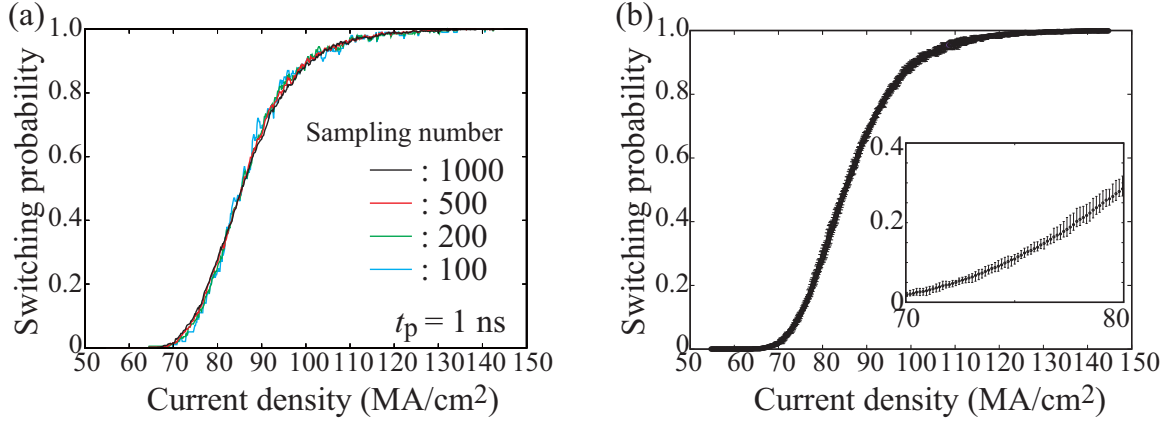 (a)
1.0
0.8
0.6
0.4
0.2
0
Switching probability
Sampling number
: 1000
: 500
: 200
: 100
tp = 1 ns
50 60 70 80 90 100 110 120 130 140 150
Current density (MA/cm2)
(b)
1.0
0.8
0.6
0.4
0.2
0
Switching probability
0.4
0.2
0
70 80
50 60 70 80 90 100 110 120 130 140 150
Current density (MA/cm2)